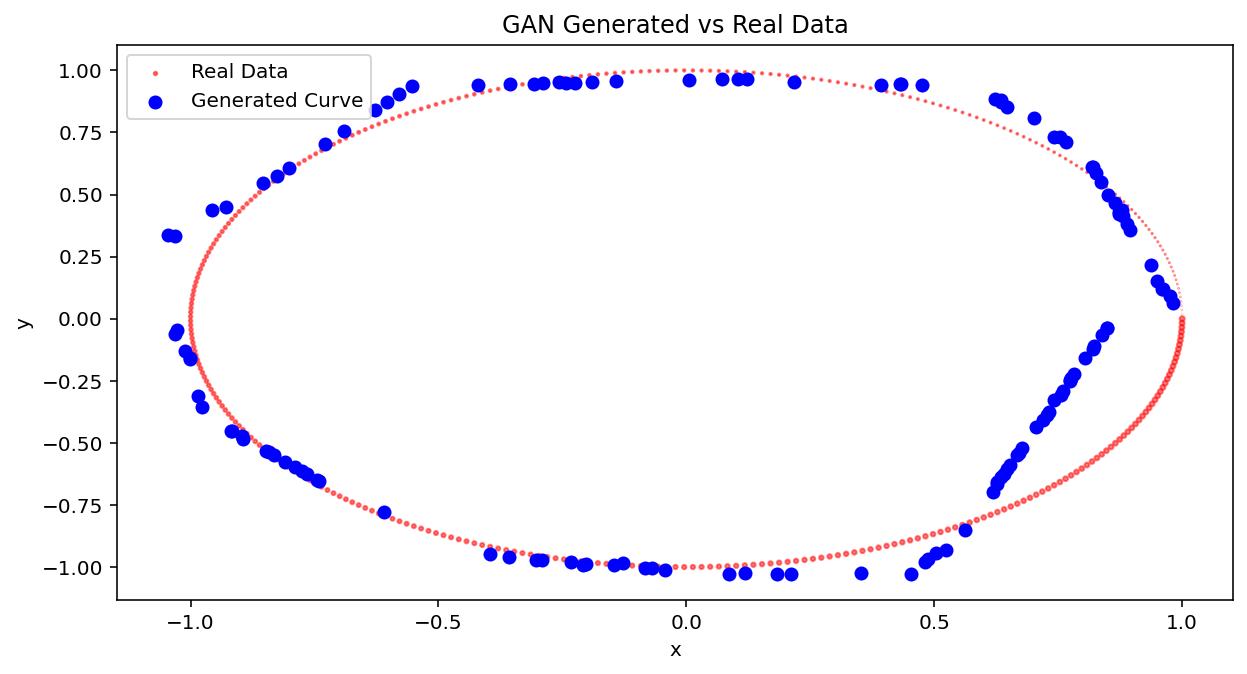 GAN Generated vs Real Data
Real Data
Generated Curve
1.00
0.75
0.50
0.25
0.00
−0.25
−0.50
−0.75
−1.00
y
−1.0 −0.5 0.0 0.5 1.0
x